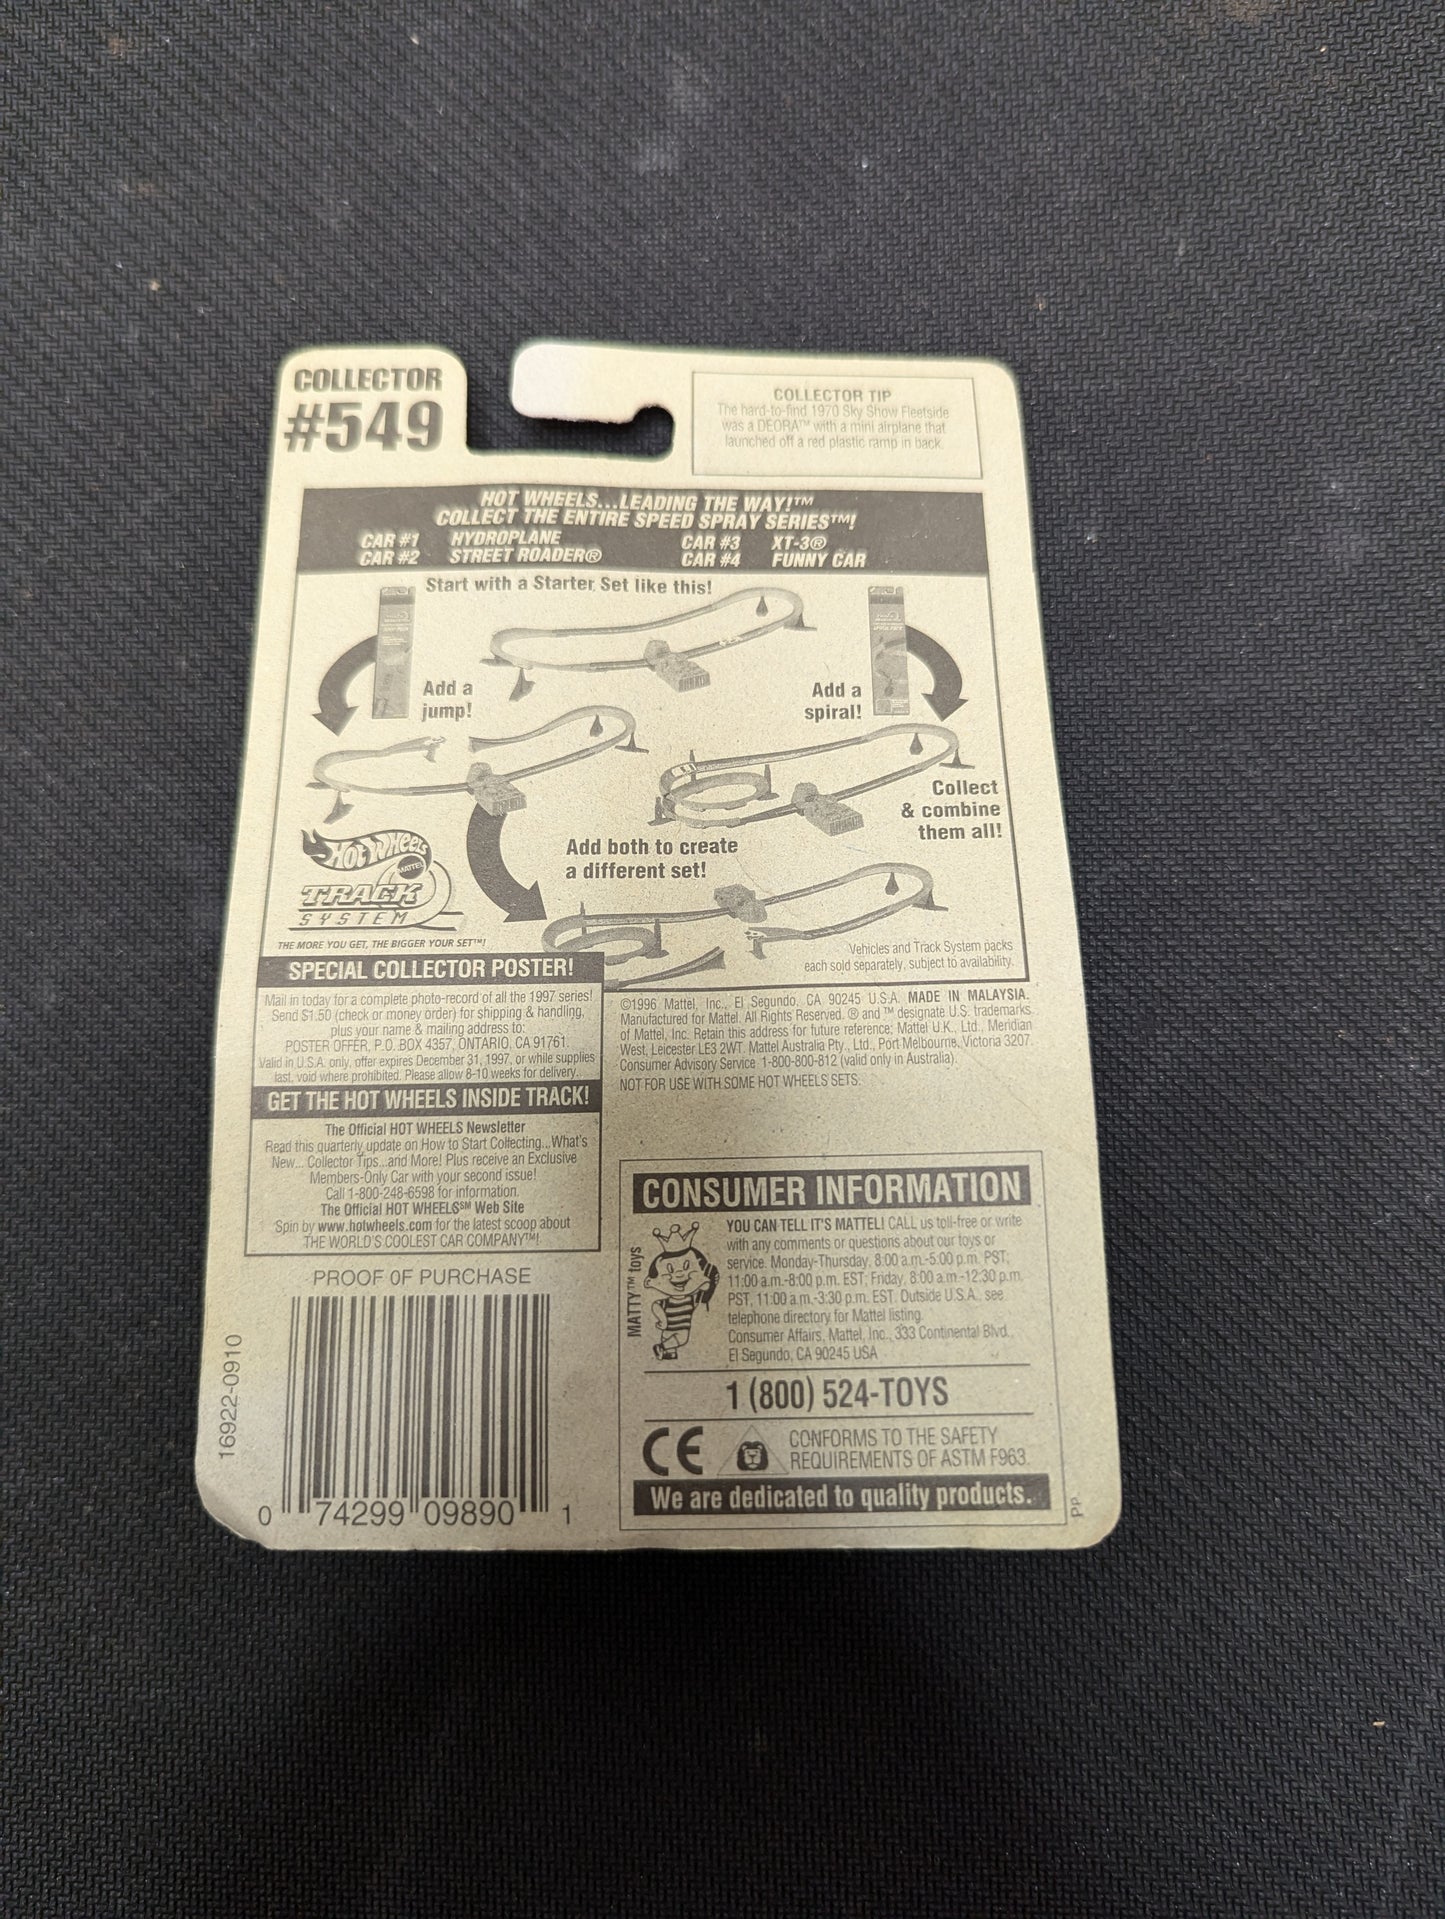 COLLECTOR
#549
COLLECTOR TIP
The hard-to-find 1970 Sky Show Fleetside
was a DEORA™ with a mini airplane that
launched off a red plastic ramp in back.
HOT WHEELS...LEADING THE WAY!™
COLLECT THE ENTIRE SPEED SPRAY SERIES™!
CAR #1 HYDROPLANE CAR #3 XT-3®
CAR #2 STREET ROADER® CAR #4 FUNNY CAR
Start with a Starter Set like this!
Add a
jump!
Add a
spiral!
Collect
& combine
them all!
Add both to create
a different set!
Hot Wheels
MATTEL
TRACK
SYSTEM
THE MORE YOU GET, THE BIGGER YOUR SET™!
Vehicles and Track System packs
each sold separately, subject to availability.
SPECIAL COLLECTOR POSTER!
Mail in today for a complete photo-record of all the 1997 series!
Send $1.50 (check or money order) for shipping & handling,
plus your name & mailing address to:
POSTER OFFER, P.O. BOX 4357, ONTARIO, CA 91761.
Valid in U.S.A. only, offer expires December 31, 1997, or while supplies
last, void where prohibited. Please allow 8-10 weeks for delivery.
GET THE HOT WHEELS INSIDE TRACK!
The Official HOT WHEELS Newsletter
Read this quarterly update on How to Start Collecting...What's
New... Collector Tips...and More! Plus receive an Exclusive
Members-Only Car with your second issue!
Call 1-800-248-6598 for information.
The Official HOT WHEELS℠ Web Site
Spin by www.hotwheels.com for the latest scoop about
THE WORLD'S COOLEST CAR COMPANY™!
©1996 Mattel, Inc., El Segundo, CA 90245 U.S.A. MADE IN MALAYSIA.
Manufactured for Mattel. All Rights Reserved. ® and ™ designate U.S. trademarks
of Mattel, Inc. Retain this address for future reference: Mattel U.K., Ltd., Meridian
West, Leicester LE3 2WT. Mattel Australia Pty., Ltd., Port Melbourne, Victoria 3207.
Consumer Advisory Service 1-800-800-812 (valid only in Australia).
NOT FOR USE WITH SOME HOT WHEELS SETS.
CONSUMER INFORMATION
MATTY™ toys
YOU CAN TELL IT'S MATTEL! CALL us toll-free or write
with any comments or questions about our toys or
service. Monday-Thursday, 8:00 a.m.-5:00 p.m. PST;
11:00 a.m.-8:00 p.m. EST; Friday, 8:00 a.m.-12:30 p.m.
PST, 11:00 a.m.-3:30 p.m. EST. Outside U.S.A., see
telephone directory for Mattel listing.
Consumer Affairs, Mattel, Inc., 333 Continental Blvd.,
El Segundo, CA 90245 USA
1 (800) 524-TOYS
CE
CONFORMS TO THE SAFETY
REQUIREMENTS OF ASTM F963.
We are dedicated to quality products.
PP
PROOF OF PURCHASE
16922-0910
0 74299 09890 1